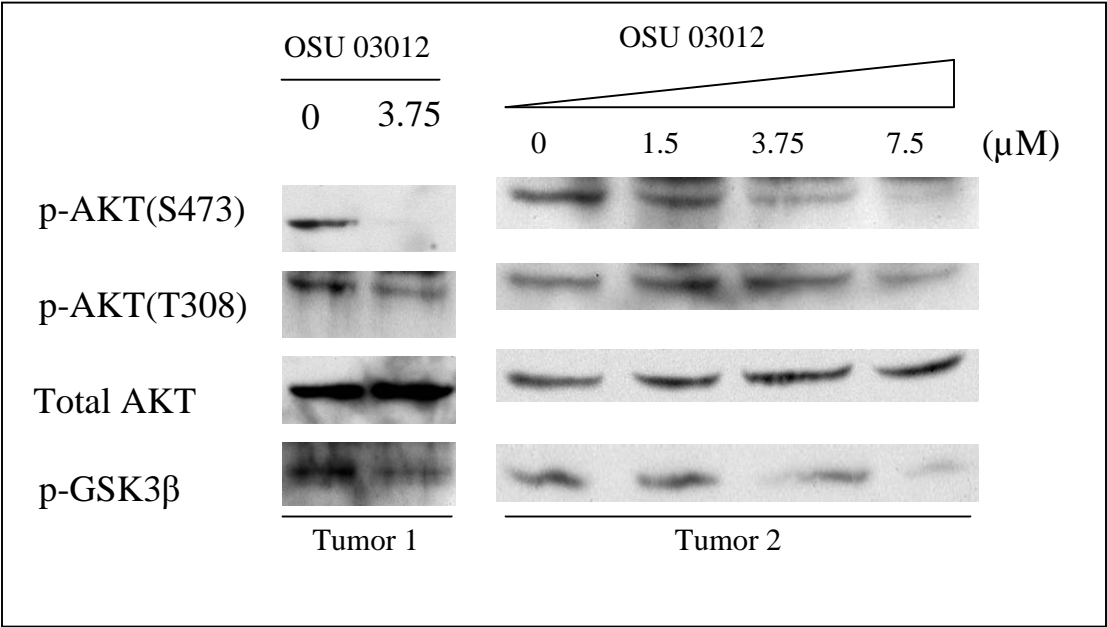 OSU 03012
OSU 03012
0 3.75
0 1.5 3.75 7.5 (µM)
p-AKT(S473)
p-AKT(T308)
Total AKT
p-GSK3β
Tumor 1
Tumor 2